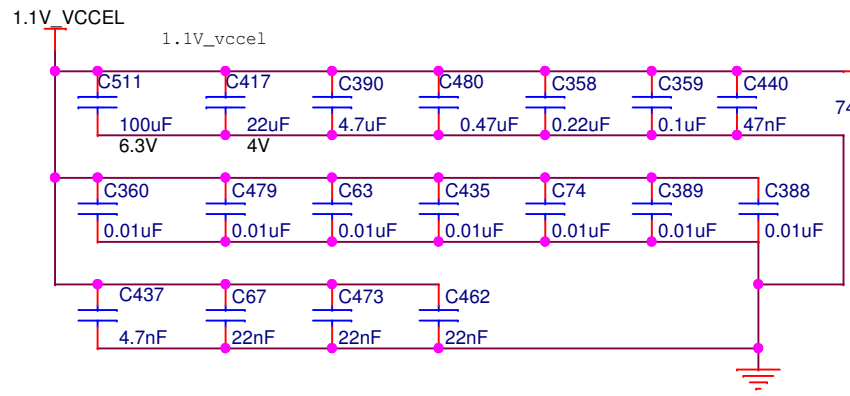 1.1V_VCCEL
1.1V_vccel
C511 C417 C390 C480 C358 C359 C440
100uF 22uF 4.7uF 0.47uF 0.22uF 0.1uF 47nF 74
6.3V 4V
C360 C479 C63 C435 C74 C389 C388
0.01uF 0.01uF 0.01uF 0.01uF 0.01uF 0.01uF 0.01uF
C437 C67 C473 C462
4.7nF 22nF 22nF 22nF